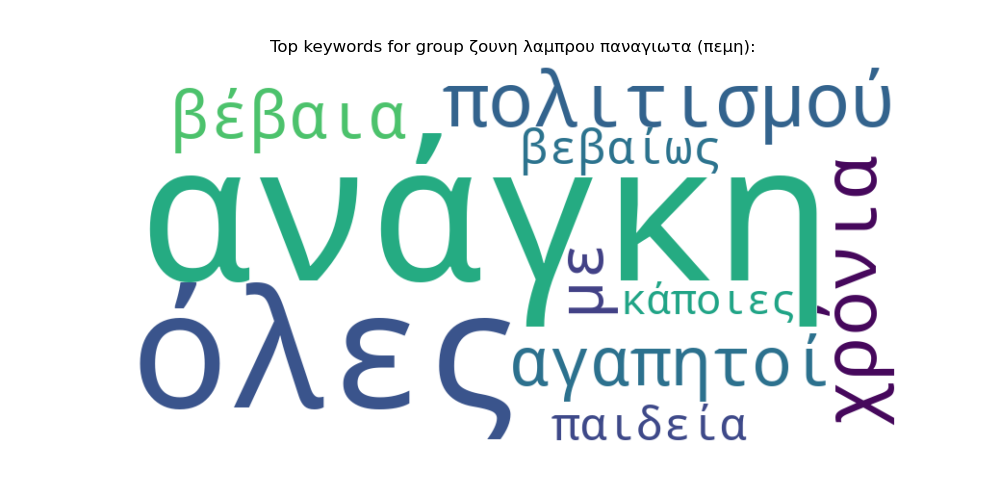 Top keywords for group ζουνη λαμπρου παναγιωτα (πεμη):
βέβαια
πολιτισμού
βεβαίως
ανάγκη
χρόνια
με
κάποιες
όλες
αγαπητοί
παιδεία